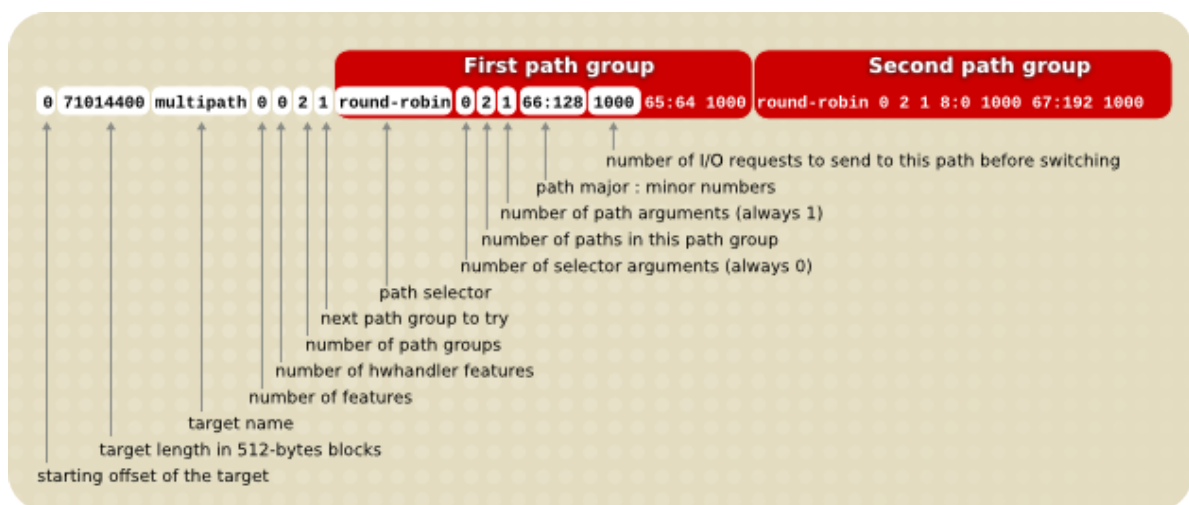 First path group Second path group
0 71014400 multipath 0 0 2 1 round-robin 0 2 1 66:128 1000 65:64 1000 round-robin 0 2 1 8:0 1000 67:192 1000
number of I/O requests to send to this path before switching
path major : minor numbers
number of path arguments (always 1)
number of paths in this path group
number of selector arguments (always 0)
path selector
next path group to try
number of path groups
number of hwhandler features
number of features
target name
target length in 512-bytes blocks
starting offset of the target